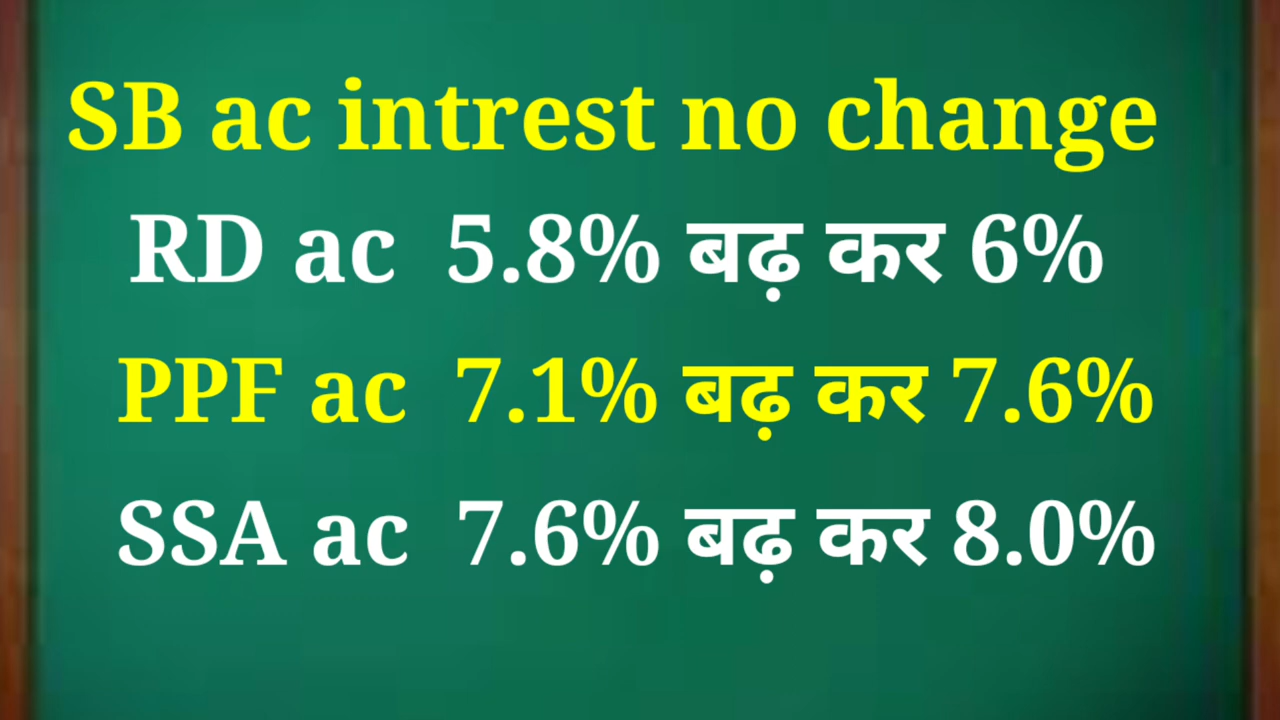 SB ac intrest no change
RD ac 5.8% बढ़ कर 6%
PPF ac 7.1% बढ़ कर 7.6%
SSA ac 7.6% बढ़ कर 8.0%